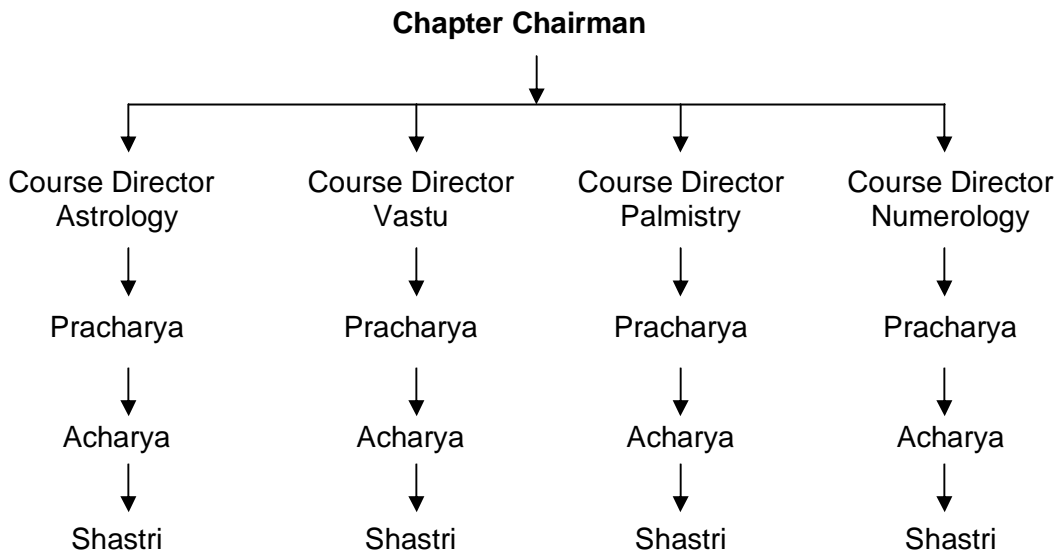 Chapter Chairman
Course Director Course Director Course Director Course Director
Astrology Vastu Palmistry Numerology
Pracharya Pracharya Pracharya Pracharya
Acharya Acharya Acharya Acharya
Shastri Shastri Shastri Shastri